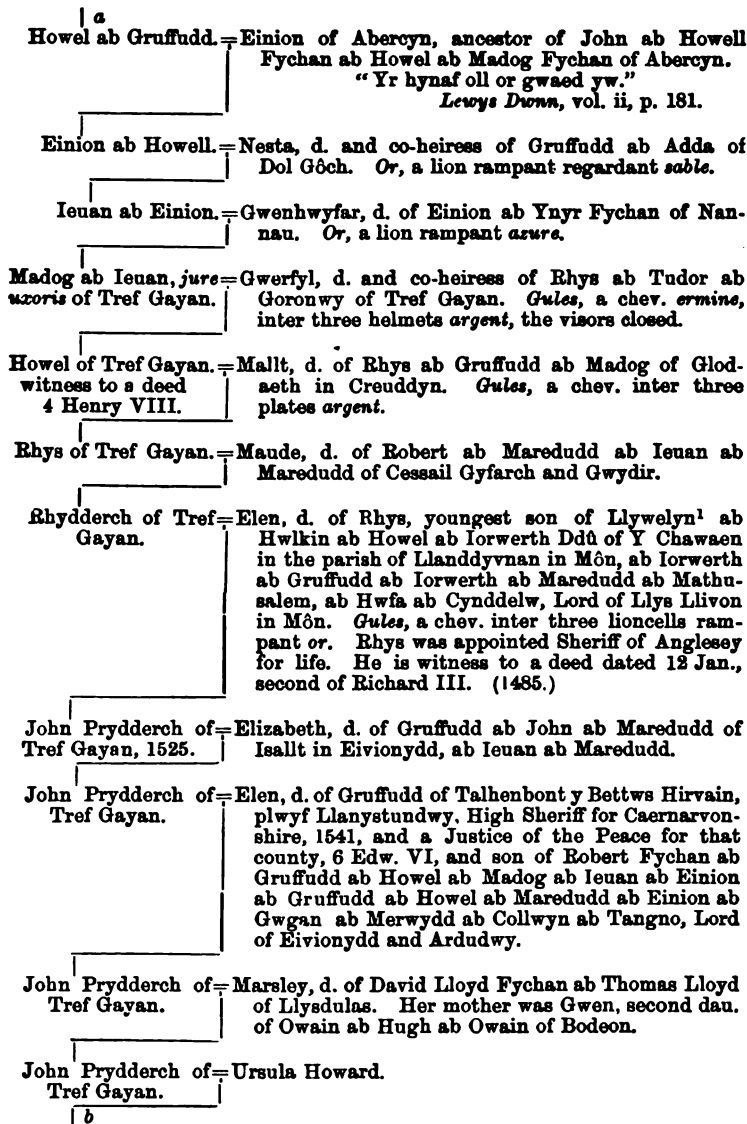 a
Howel ab Gruffudd.=Einion of Abercyn, ancestor of John ab Howell
Fychan ab Howel ab Madog Fychan of Abercyn.
“Yr hynaf oll or gwaed yw.”
Lewys Dwnn, vol. ii, p. 181.
Einion ab Howell.=Nesta, d. and co-heiress of Gruffudd ab Adda of
Dol Gôch. Or, a lion rampant regardant sable.
Ieuan ab Einion.=Gwenhwyfar, d. of Einion ab Ynyr Fychan of Nan-
nau. Or, a lion rampant azure.
Madog ab Ieuan, jure=Gwerfyl, d. and co-heiress of Rhys ab Tudor ab
uxoris of Tref Gayan. Goronwy of Tref Gayan. Gules, a chev. ermine,
inter three helmets argent, the visors closed.
Howel of Tref Gayan.=Mallt, d. of Rhys ab Gruffudd ab Madog of Glod-
witness to a deed aeth in Creuddyn. Gules, a chev. inter three
4 Henry VIII. plates argent.
Rhys of Tref Gayan.=Maude, d. of Robert ab Maredudd ab Ieuan ab
Maredudd of Cessail Gyfarch and Gwydir.
Rhydderch of Tref=Elen, d. of Rhys, youngest son of Llywelyn¹ ab
Gayan. Hwlkin ab Howel ab Iorwerth Ddû of Y Chawaen
in the parish of Llanddyvnan in Môn, ab Iorwerth
ab Gruffudd ab Iorwerth ab Maredudd ab Mathu-
salem, ab Hwfa ab Cynddelw, Lord of Llys Llivon
in Môn. Gules, a chev. inter three lioncells ram-
pant or. Rhys was appointed Sheriff of Anglesey
for life. He is witness to a deed dated 12 Jan.,
second of Richard III. (1485.)
John Prydderch of=Elizabeth, d. of Gruffudd ab John ab Maredudd of
Tref Gayan, 1525. Isallt in Eivionydd, ab Ieuan ab Maredudd.
John Prydderch of=Elen, d. of Gruffudd of Talhenbont y Bettws Hirvain,
Tref Gayan. plwyf Llanystundwy, High Sheriff for Caernarvon-
shire, 1541, and a Justice of the Peace for that
county, 6 Edw. VI, and son of Robert Fychan ab
Gruffudd ab Howel ab Madog ab Ieuan ab Einion
ab Gruffudd ab Howel ab Maredudd ab Einion ab
Gwgan ab Merwydd ab Collwyn ab Tangno, Lord
of Eivionydd and Ardudwy.
John Prydderch of=Marsley, d. of David Lloyd Fychan ab Thomas Lloyd
Tref Gayan. of Llysdulas. Her mother was Gwen, second dau.
of Owain ab Hugh ab Owain of Bodeon.
John Prydderch of=Ursula Howard.
Tref Gayan.
b